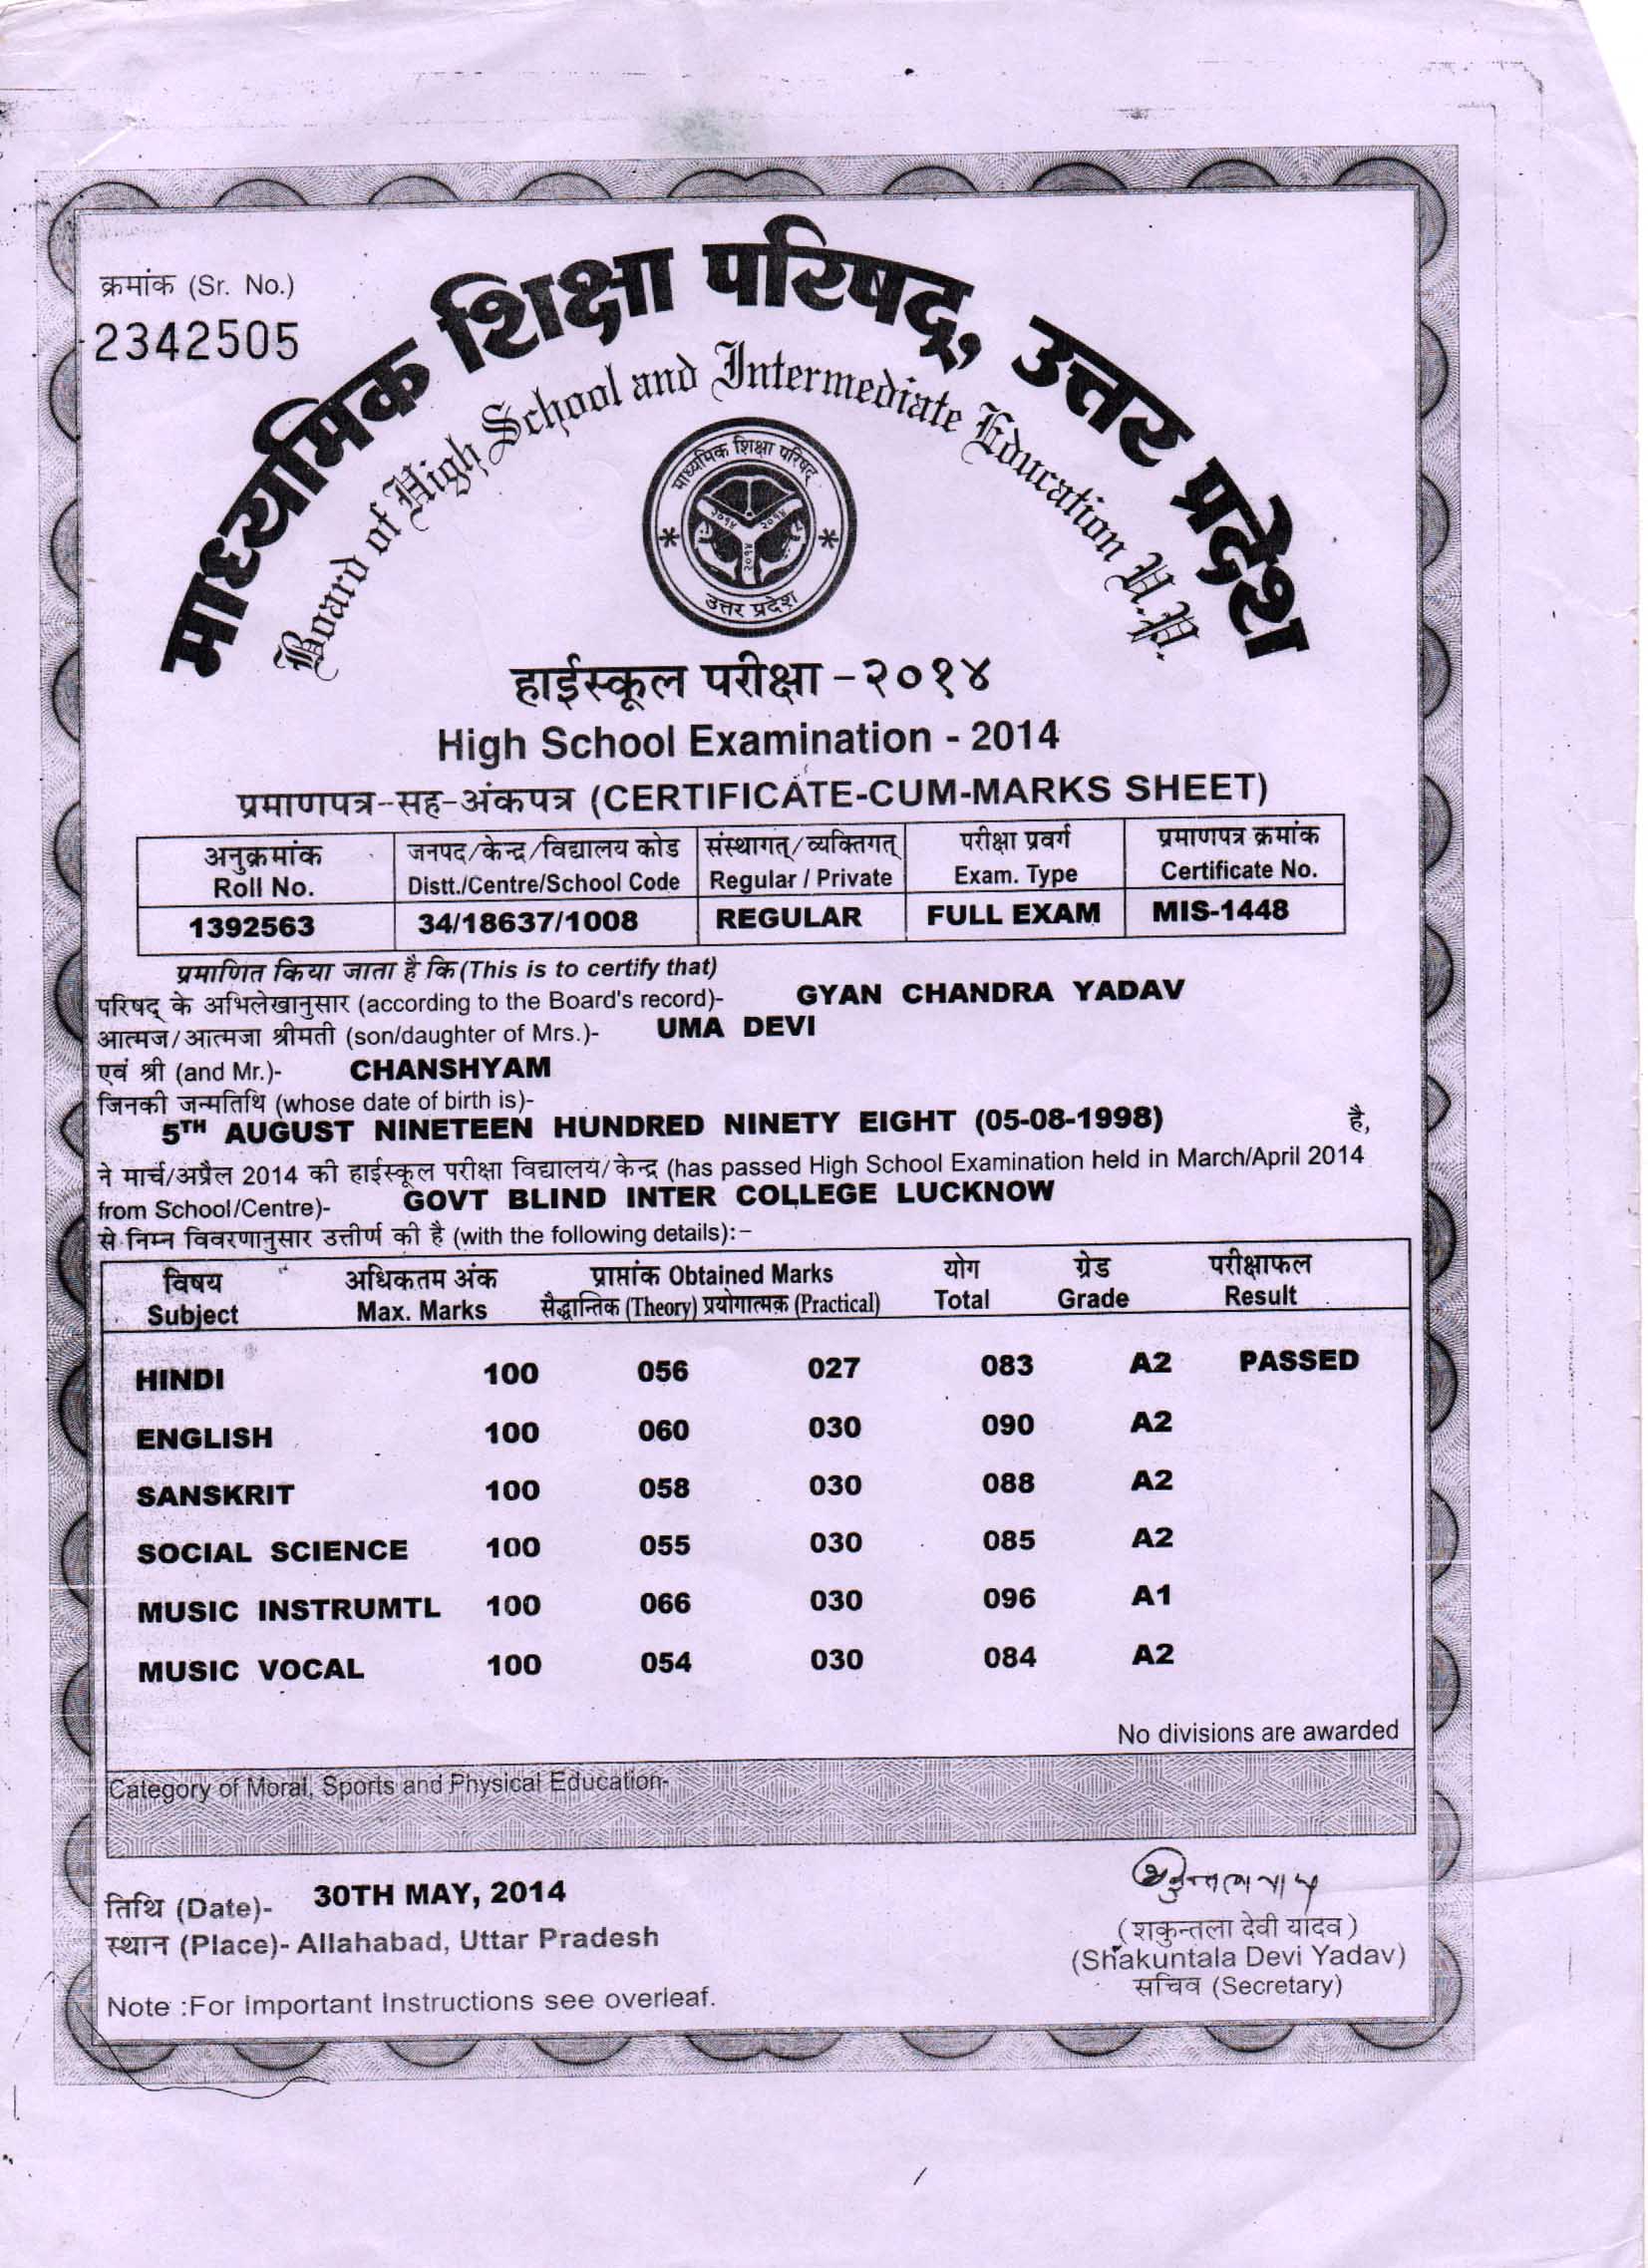 क्रमांक (Sr. No.)
2342505
माध्यमिक शिक्षा परिषद्, उत्तर प्रदेश
Board of High School and Intermediate Education U.P.
माध्यमिक शिक्षा परिषद्
उत्तर प्रदेश
हाईस्कूल परीक्षा -२०१४
High School Examination - 2014
प्रमाणपत्र-सह-अंकपत्र (CERTIFICATE-CUM-MARKS SHEET)
अनुक्रमांक जनपद/केन्द्र/विद्यालय कोड संस्थागत्/व्यक्तिगत् परीक्षा प्रवर्ग प्रमाणपत्र क्रमांक
Roll No. Distt./Centre/School Code Regular / Private Exam. Type Certificate No.
1392563 34/18637/1008 REGULAR FULL EXAM MIS-1448
प्रमाणित किया जाता है कि (This is to certify that)
परिषद् के अभिलेखानुसार (according to the Board's record)- GYAN CHANDRA YADAV
आत्मज/आत्मजा श्रीमती (son/daughter of Mrs.)- UMA DEVI
एवं श्री (and Mr.)- CHANSHYAM
जिनकी जन्मतिथि (whose date of birth is)-
5TH AUGUST NINETEEN HUNDRED NINETY EIGHT (05-08-1998) है,
ने मार्च/अप्रैल 2014 की हाईस्कूल परीक्षा विद्यालय/केन्द्र (has passed High School Examination held in March/April 2014
from School/Centre)- GOVT BLIND INTER COLLEGE LUCKNOW
से निम्न विवरणानुसार उत्तीर्ण की है (with the following details):-
विषय अधिकतम अंक प्राप्तांक Obtained Marks योग ग्रेड परीक्षाफल
Subject Max. Marks सैद्धान्तिक (Theory) प्रयोगात्मक (Practical) Total Grade Result
HINDI 100 056 027 083 A2 PASSED
ENGLISH 100 060 030 090 A2
SANSKRIT 100 058 030 088 A2
SOCIAL SCIENCE 100 055 030 085 A2
MUSIC INSTRUMTL 100 066 030 096 A1
MUSIC VOCAL 100 054 030 084 A2
No divisions are awarded
Category of Moral, Sports and Physical Education-
तिथि (Date)- 30TH MAY, 2014
स्थान (Place)- Allahabad, Uttar Pradesh
(शकुन्तला देवी यादव)
(Shakuntala Devi Yadav)
सचिव (Secretary)
Note :For Important Instructions see overleaf.